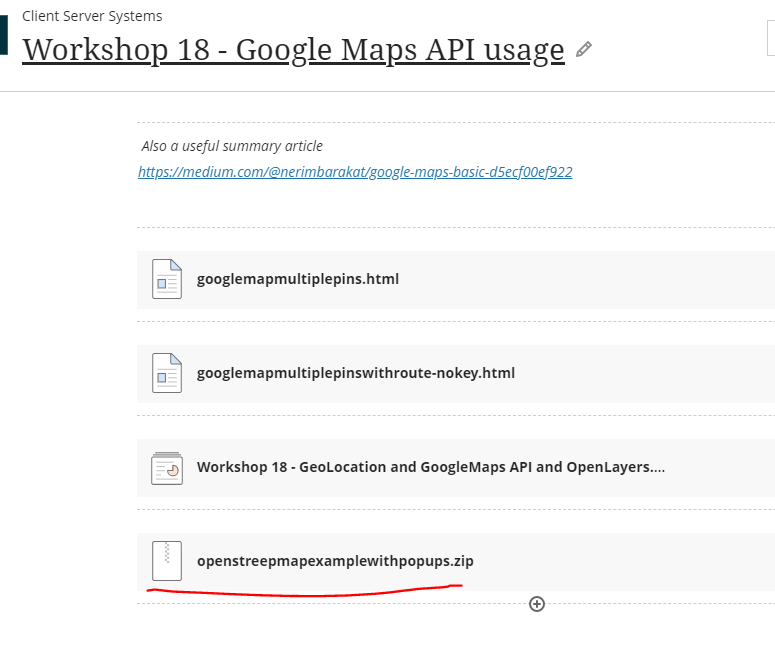 Client Server Systems
Workshop 18 - Google Maps API usage
Also a useful summary article
https://medium.com/@nerimbarakat/google-maps-basic-d5ecf00ef922
googlemapmultiplepins.html
googlemapmultiplepinswithroute-nokey.html
Workshop 18 - GeoLocation and GoogleMaps API and OpenLayers....
openstreepmapexamplewithpopups.zip